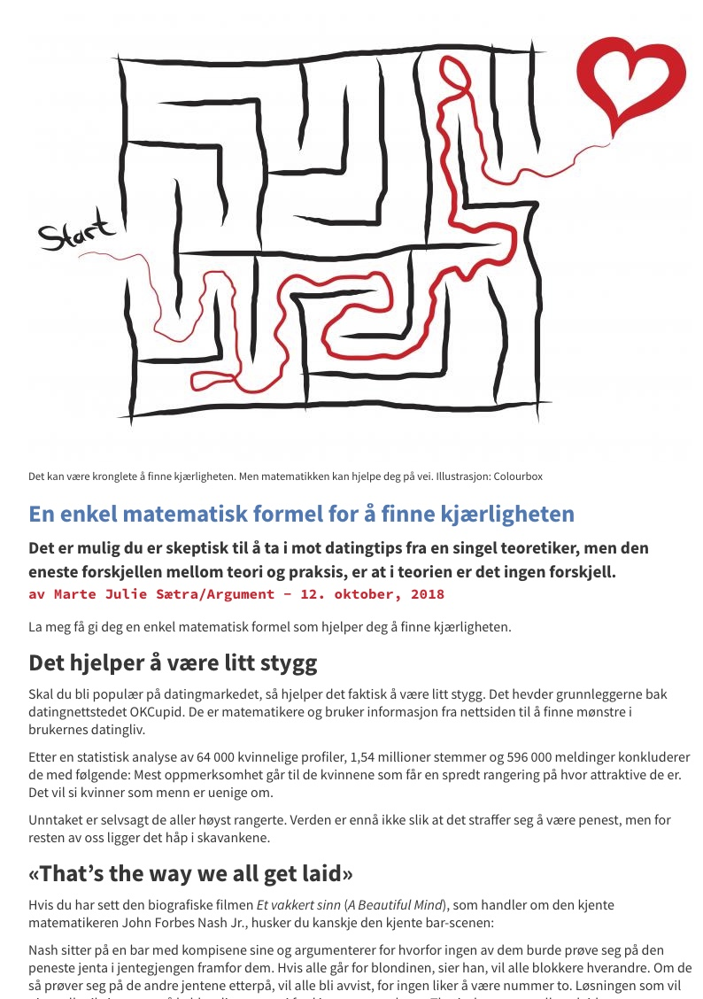 Start
Det kan være kronglete å finne kjærligheten. Men matematikken kan hjelpe deg på vei. Illustrasjon: Colourbox
En enkel matematisk formel for å finne kjærligheten
Det er mulig du er skeptisk til å ta i mot datingtips fra en singel teoretiker, men den
eneste forskjellen mellom teori og praksis, er at i teorien er det ingen forskjell.
av Marte Julie Sætra/Argument – 12. oktober, 2018
La meg få gi deg en enkel matematisk formel som hjelper deg å finne kjærligheten.
Det hjelper å være litt stygg
Skal du bli populær på datingmarkedet, så hjelper det faktisk å være litt stygg. Det hevder grunnleggerne bak
datingnettstedet OKCupid. De er matematikere og bruker informasjon fra nettsiden til å finne mønstre i
brukernes datingliv.
Etter en statistisk analyse av 64 000 kvinnelige profiler, 1,54 millioner stemmer og 596 000 meldinger konkluderer
de med følgende: Mest oppmerksomhet går til de kvinnene som får en spredt rangering på hvor attraktive de er.
Det vil si kvinner som menn er uenige om.
Unntaket er selvsagt de aller høyst rangerte. Verden er ennå ikke slik at det straffer seg å være penest, men for
resten av oss ligger det håp i skavankene.
«That’s the way we all get laid»
Hvis du har sett den biografiske filmen Et vakkert sinn (A Beautiful Mind), som handler om den kjente
matematikeren John Forbes Nash Jr., husker du kanskje den kjente bar-scenen:
Nash sitter på en bar med kompisene sine og argumenterer for hvorfor ingen av dem burde prøve seg på den
peneste jenta i jentegjengen framfor dem. Hvis alle går for blondinen, sier han, vil alle blokkere hverandre. Om de
så prøver seg på de andre jentene etterpå, vil alle bli avvist, for ingen liker å være nummer to. Løsningen som vil